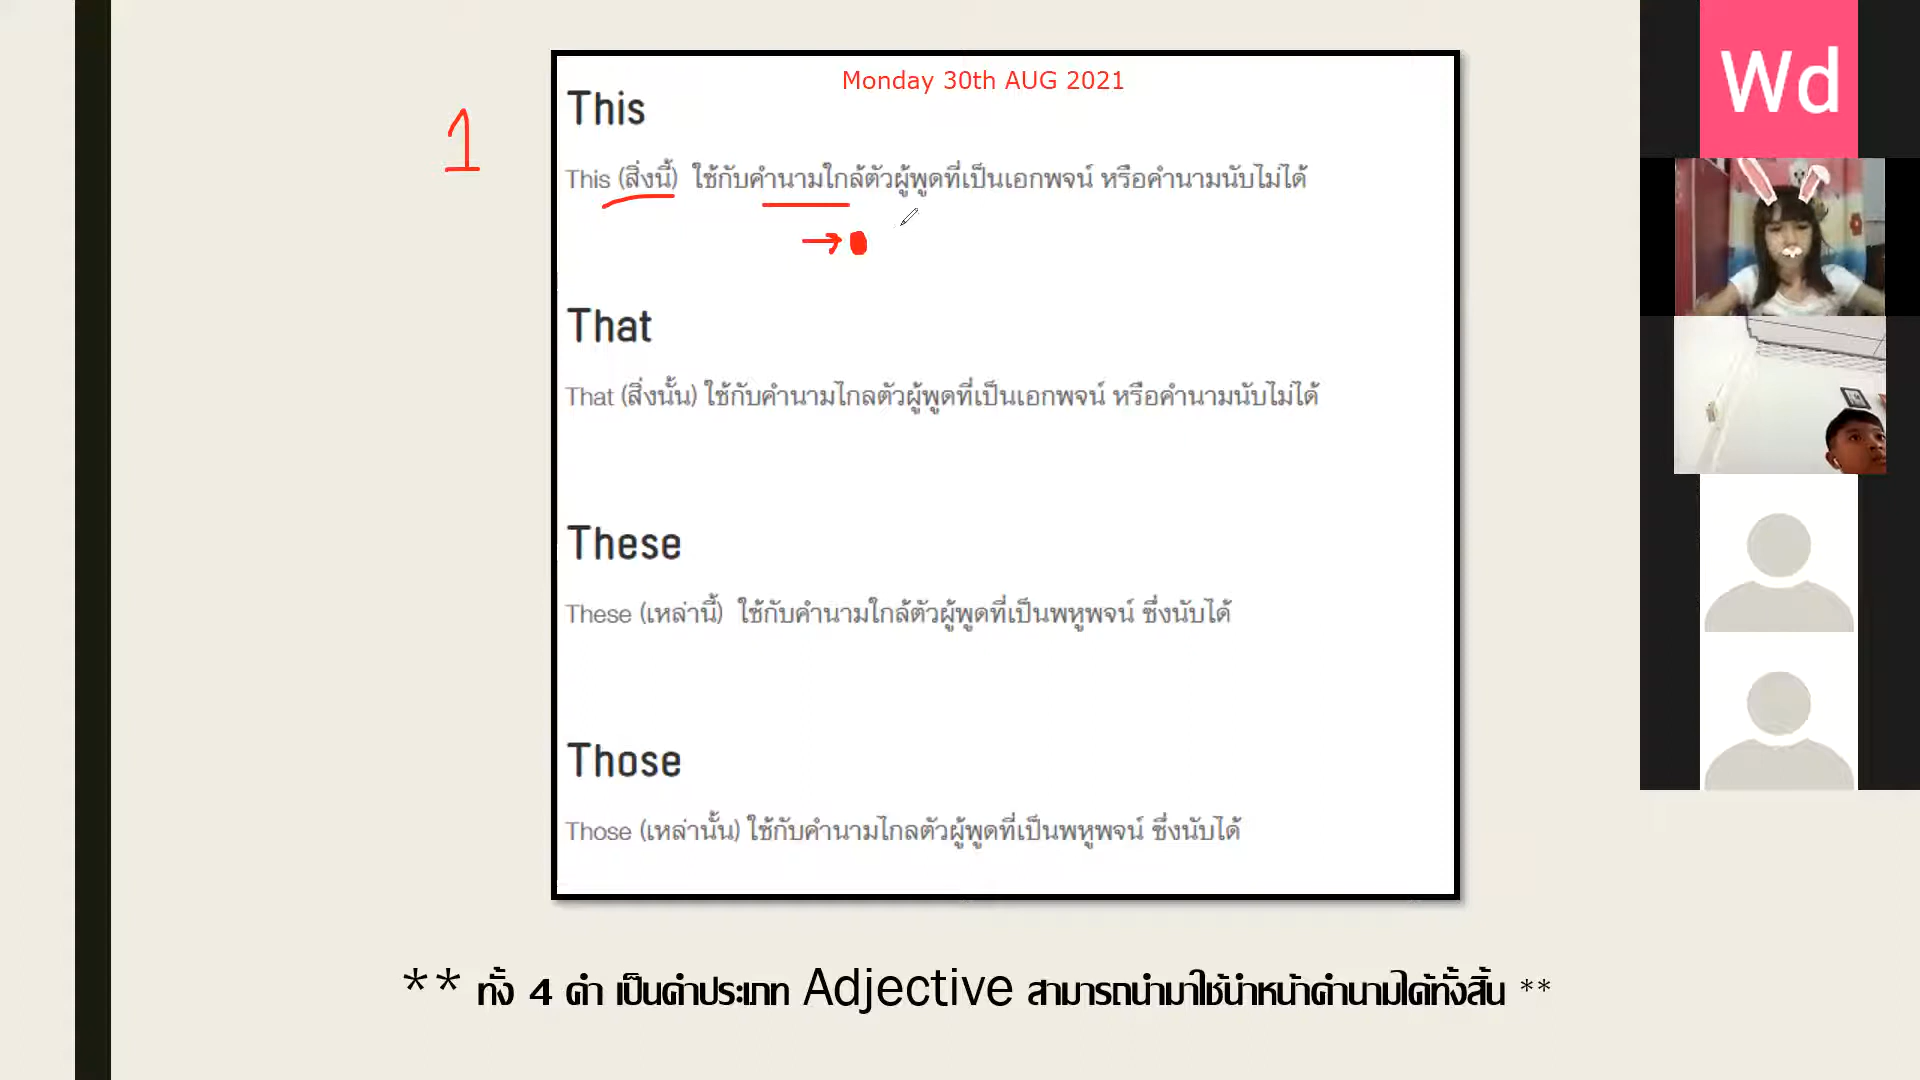 Monday 30th AUG 2021
This
1
This (สิ่งนี้) ใช้กับคำนามใกล้ตัวผู้พูดที่เป็นเอกพจน์ หรือคำนามนับไม่ได้
That
That (สิ่งนั้น) ใช้กับคำนามไกลตัวผู้พูดที่เป็นเอกพจน์ หรือคำนามนับไม่ได้
These
These (เหล่านี้) ใช้กับคำนามใกล้ตัวผู้พูดที่เป็นพหูพจน์ ซึ่งนับได้
Those
Those (เหล่านั้น) ใช้กับคำนามไกลตัวผู้พูดที่เป็นพหูพจน์ ซึ่งนับได้
** ทั้ง 4 คำ เป็นคำประเภท Adjective สามารถนำมาใช้นำหน้าคำนามได้ทั้งสิ้น **
Wd